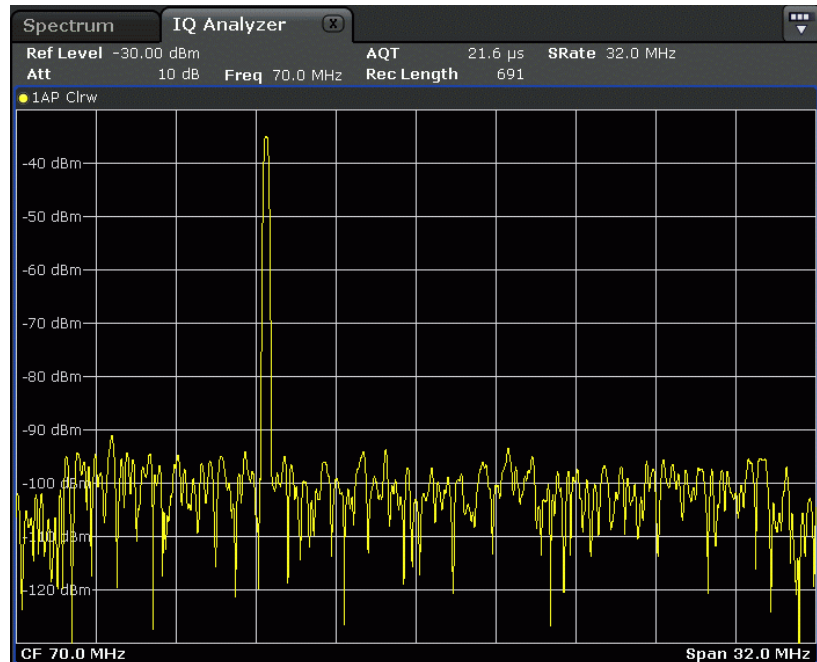 Spectrum IQ Analyzer X
Ref Level -30.00 dBm AQT 21.6 µs SRate 32.0 MHz
Att 10 dB Freq 70.0 MHz Rec Length 691
1AP Clrw
-40 dBm
-50 dBm
-60 dBm
-70 dBm
-80 dBm
-90 dBm
-100 dBm
-110 dBm
-120 dBm
CF 70.0 MHz Span 32.0 MHz